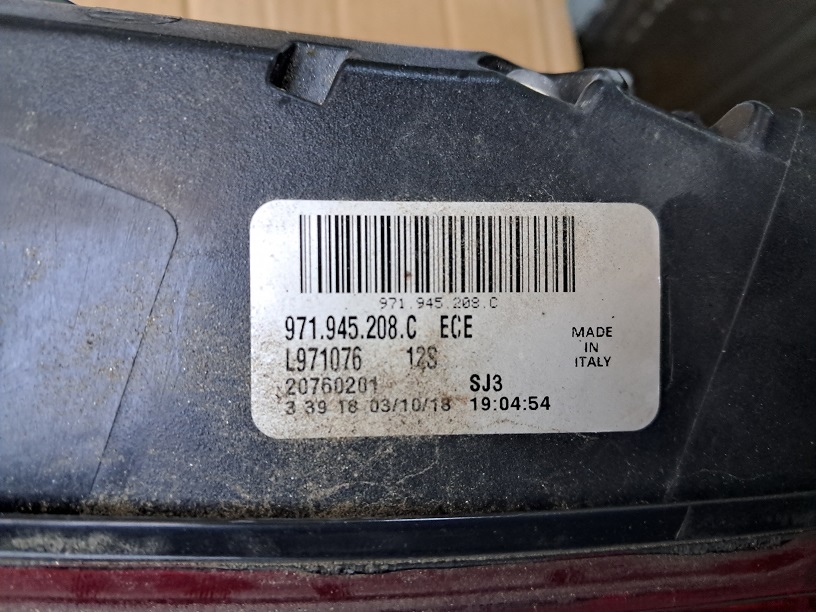 971.945.208.C
971.945.208.C ECE
L971076 12S
20760201 SJ3
3 39 18 03/10/18 19:04:54
MADE
IN
ITALY